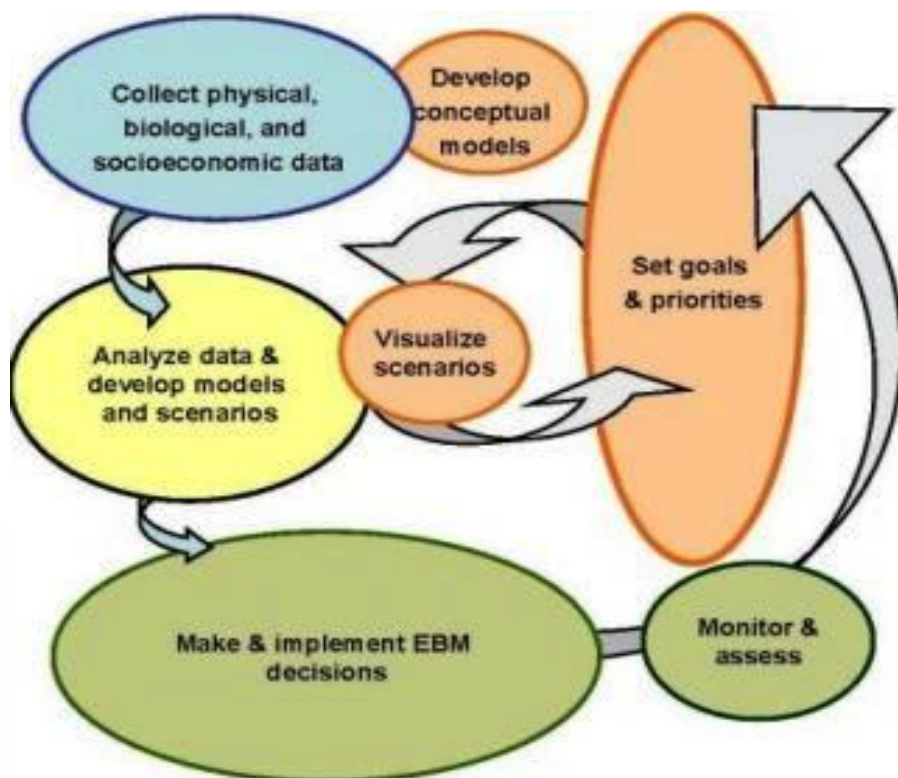 Collect physical,
biological, and
socioeconomic data
Develop
conceptual
models
Set goals
& priorities
Visualize
scenarios
Analyze data &
develop models
and scenarios
Make & implement EBM
decisions
Monitor &
assess